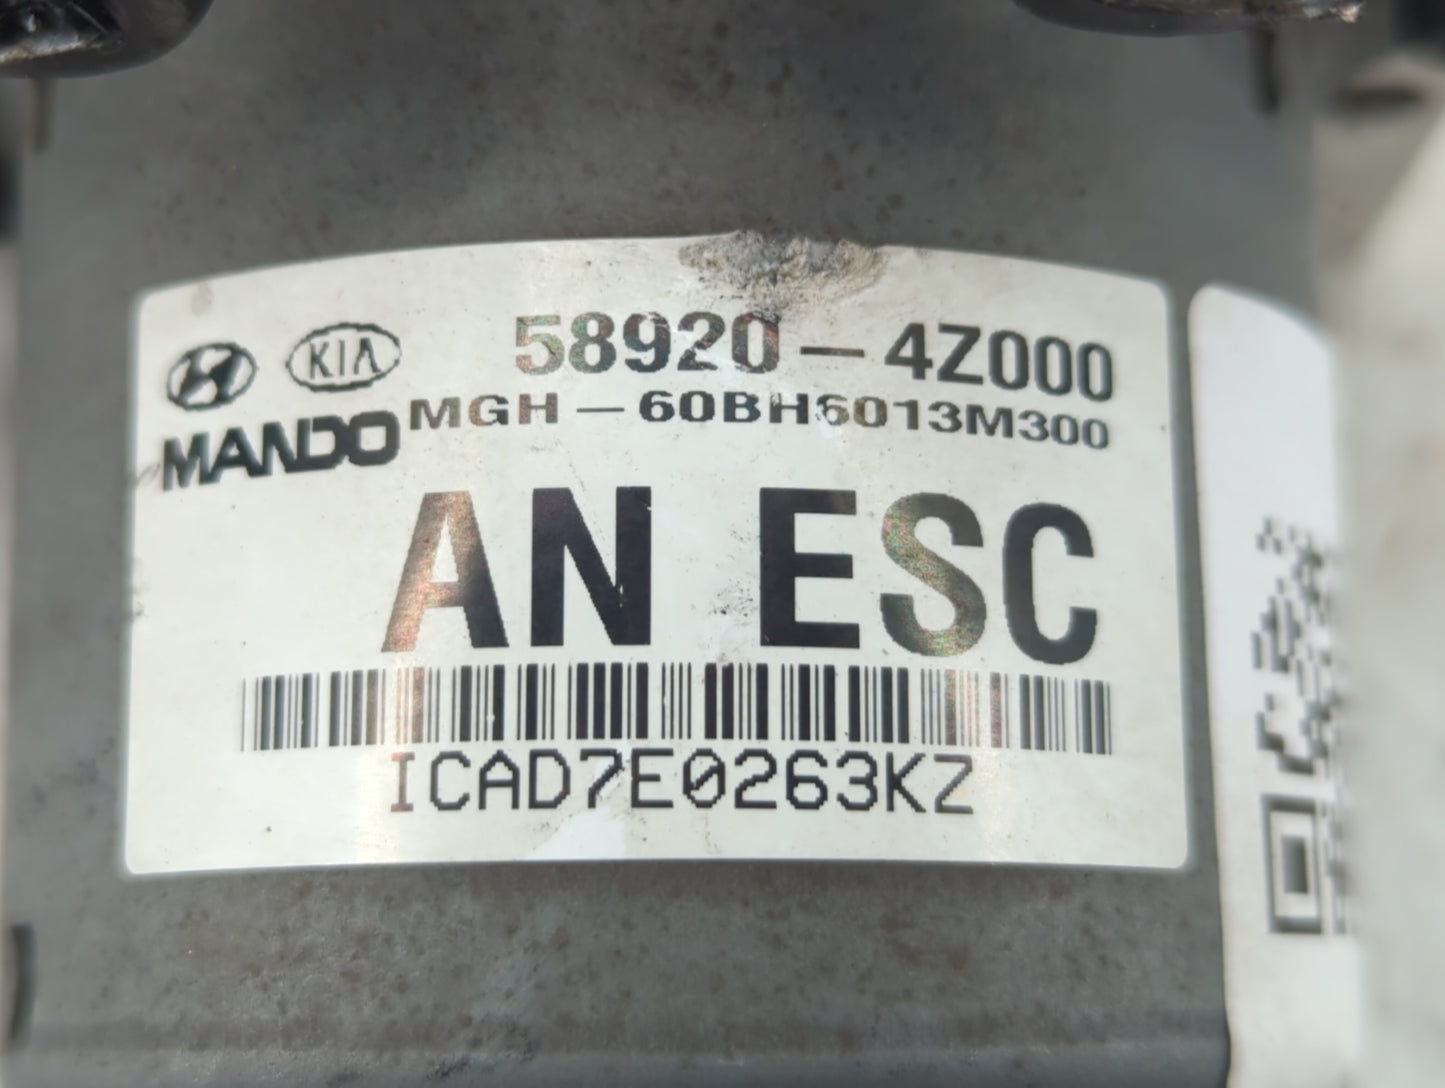 KIA 58920-4Z000
MANDO MGH-60BH6013M300
AN ESC
ICAD7E0263KZ